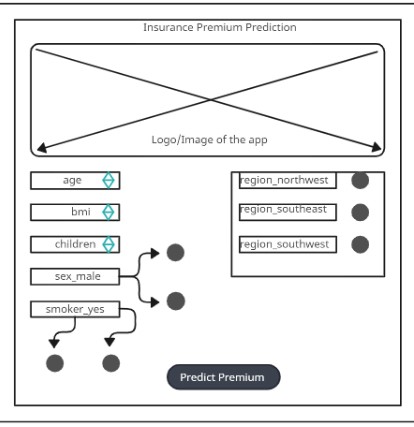 Insurance Premium Prediction
Logo/Image of the app
age
bmi
children
sex_male
smoker_yes
region_northwest
region_southeast
region_southwest
Predict Premium